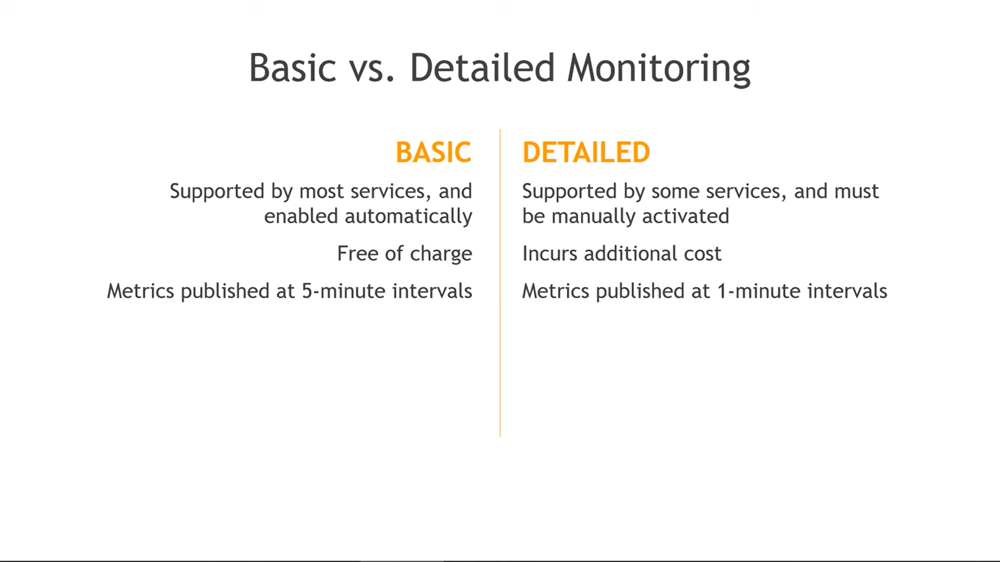 Basic vs. Detailed Monitoring
BASIC
Supported by most services, and
enabled automatically
Free of charge
Metrics published at 5-minute intervals
DETAILED
Supported by some services, and must
be manually activated
Incurs additional cost
Metrics published at 1-minute intervals